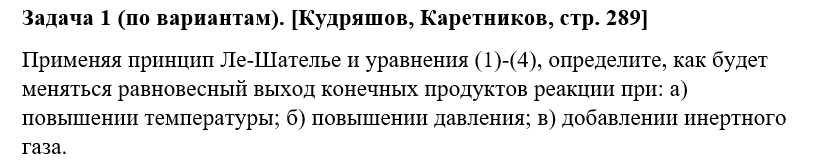 Задача 1 (по вариантам). [Кудряшов, Каретников, стр. 289]
Применяя принцип Ле-Шателье и уравнения (1)-(4), определите, как будет
меняться равновесный выход конечных продуктов реакции при: а)
повышении температуры; б) повышении давления; в) добавлении инертного
газа.